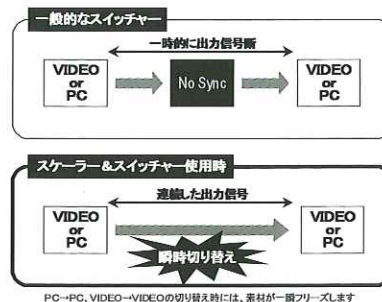 一般的なスイッチャー
一時的に出力信号断
VIDEO
or
PC
No Sync
VIDEO
or
PC
スケーラー&スイッチャー使用時
連続した出力信号
VIDEO
or
PC
瞬時切り替え
VIDEO
or
PC
PC→PC、VIDEO→VIDEOの切り替え時には、素材が一瞬フリーズします